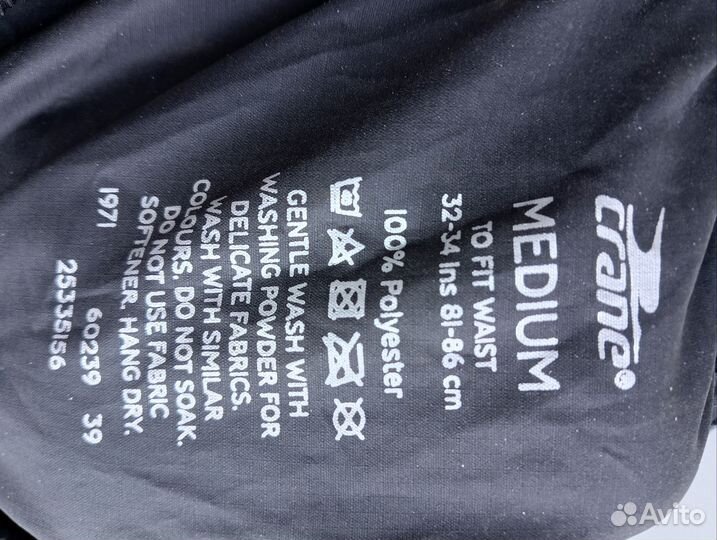 crane®
MEDIUM
TO FIT WAIST
32-34 Ins 81-86 cm
100% Polyester
GENTLE WASH WITH
WASHING POWDER FOR
DELICATE FABRICS.
WASH WITH SIMILAR
COLOURS. DO NOT SOAK.
DO NOT USE FABRIC
SOFTENER. HANG DRY.
1971 60239 39
25335156
Avito